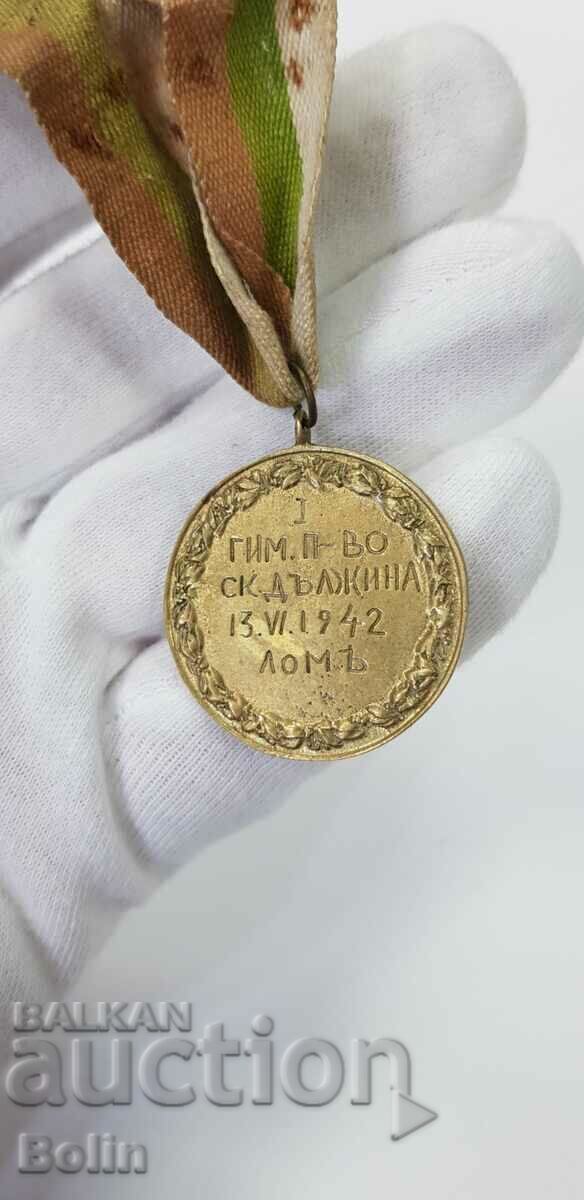 I
ГИМ. П-ВО
СК. ДЪЛЖИНА
13.VI.1942
ЛОМЪ
BALKAN
auction
Bolin